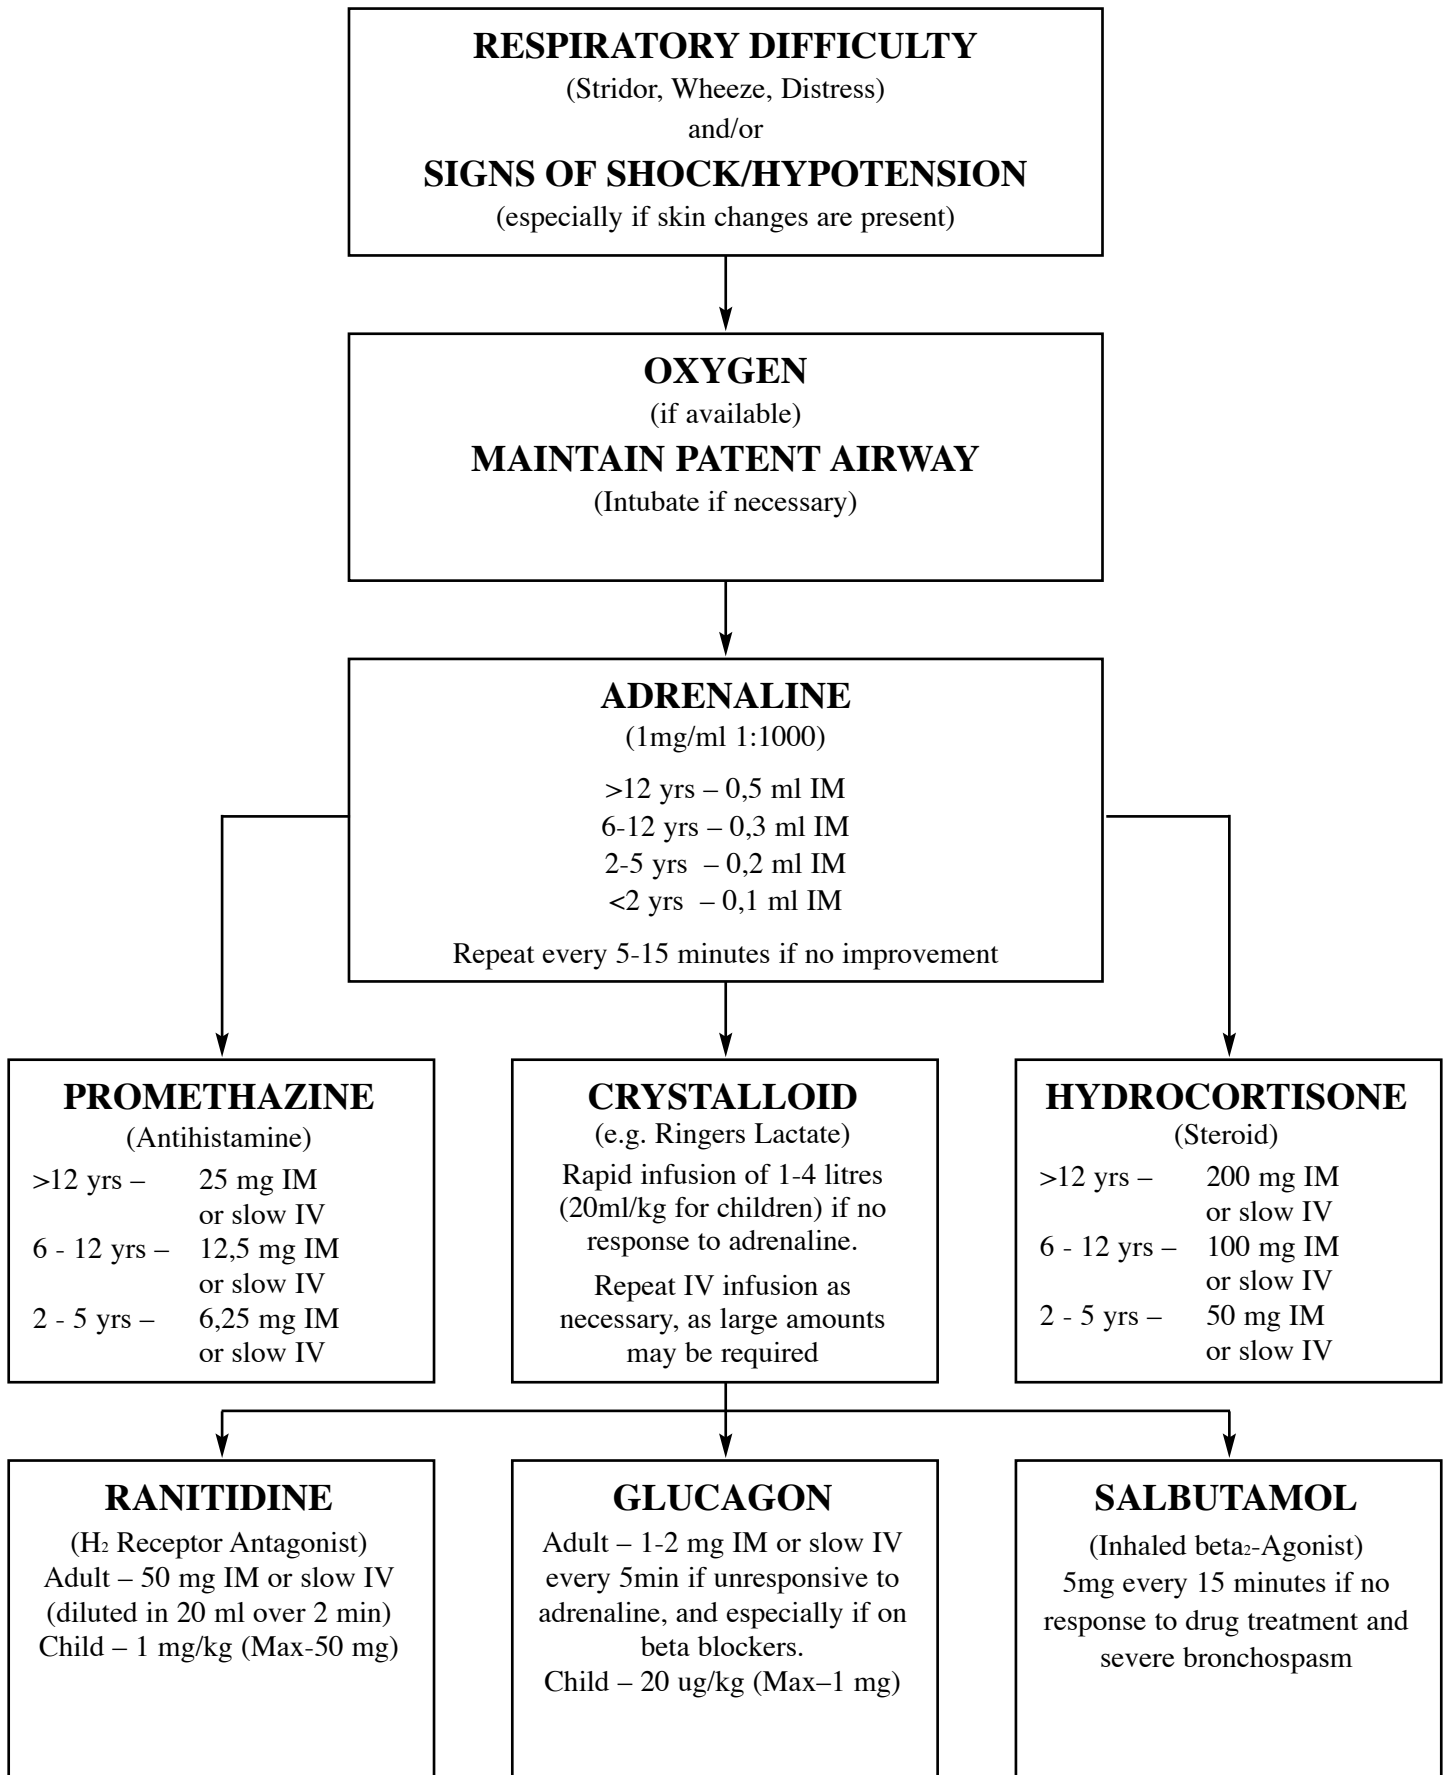 RESPIRATORY DIFFICULTY
(Stridor, Wheeze, Distress)
and/or
SIGNS OF SHOCK/HYPOTENSION
(especially if skin changes are present)
OXYGEN
(if available)
MAINTAIN PATENT AIRWAY
(Intubate if necessary)
ADRENALINE
(1mg/ml 1:1000)
>12 yrs – 0,5 ml IM
6-12 yrs – 0,3 ml IM
2-5 yrs – 0,2 ml IM
<2 yrs – 0,1 ml IM
Repeat every 5-15 minutes if no improvement
PROMETHAZINE
(Antihistamine)
>12 yrs – 25 mg IM
or slow IV
6 - 12 yrs – 12,5 mg IM
or slow IV
2 - 5 yrs – 6,25 mg IM
or slow IV
CRYSTALLOID
(e.g. Ringers Lactate)
Rapid infusion of 1-4 litres
(20ml/kg for children) if no
response to adrenaline.
Repeat IV infusion as
necessary, as large amounts
may be required
HYDROCORTISONE
(Steroid)
>12 yrs – 200 mg IM
or slow IV
6 - 12 yrs – 100 mg IM
or slow IV
2 - 5 yrs – 50 mg IM
or slow IV
RANITIDINE
(H₂ Receptor Antagonist)
Adult – 50 mg IM or slow IV
(diluted in 20 ml over 2 min)
Child – 1 mg/kg (Max-50 mg)
GLUCAGON
Adult – 1-2 mg IM or slow IV
every 5min if unresponsive to
adrenaline, and especially if on
beta blockers.
Child – 20 ug/kg (Max–1 mg)
SALBUTAMOL
(Inhaled beta₂-Agonist)
5mg every 15 minutes if no
response to drug treatment and
severe bronchospasm